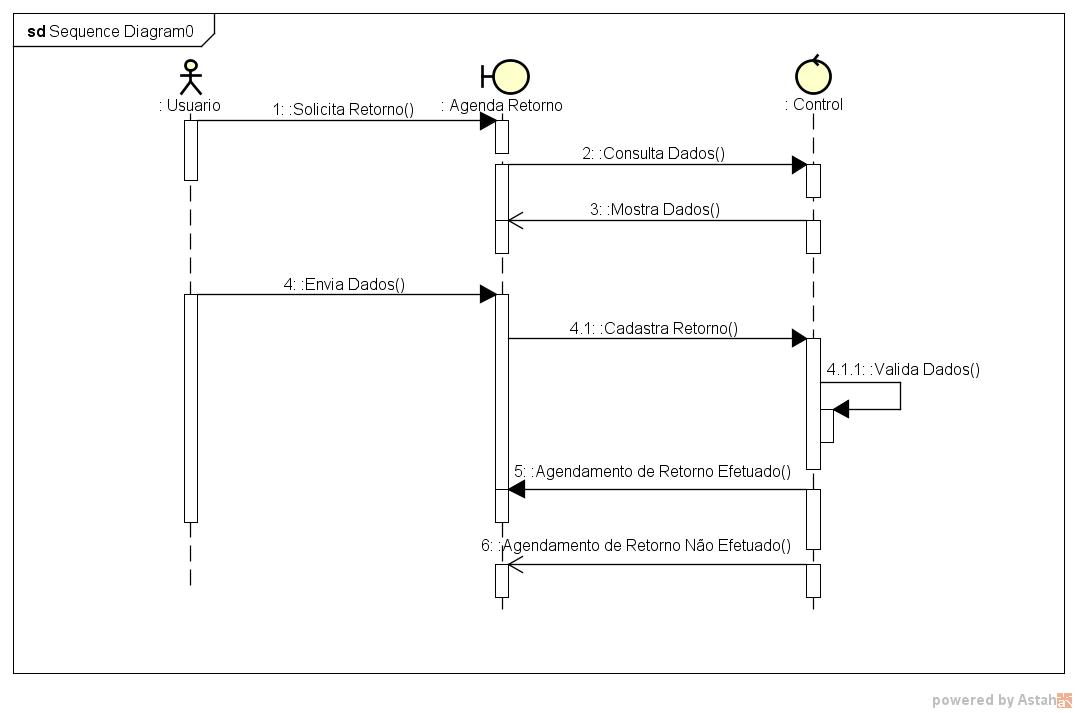 sd Sequence Diagram0
: Usuario
: Agenda Retorno
: Control
1: :Solicita Retorno()
2: :Consulta Dados()
3: :Mostra Dados()
4: :Envia Dados()
4.1: :Cadastra Retorno()
4.1.1: :Valida Dados()
5: :Agendamento de Retorno Efetuado()
6: :Agendamento de Retorno Não Efetuado()
powered by Astah